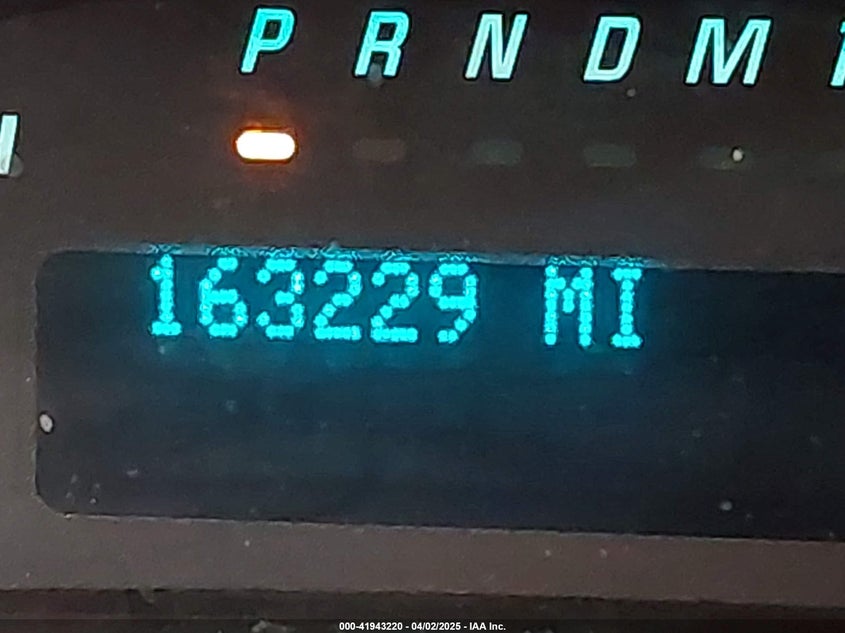 P R N D M
163229 MI
000-41943220 - 04/02/2025 - IAA Inc.